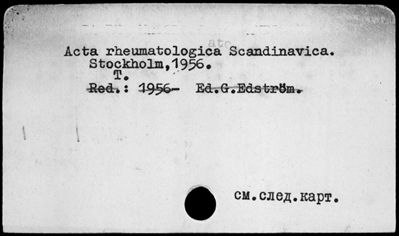 Acta rheumatologica Scandinavica.
Stockholm,1956.
T.
Red.: 1956- Ed.G.Edström.
см.след.карт.